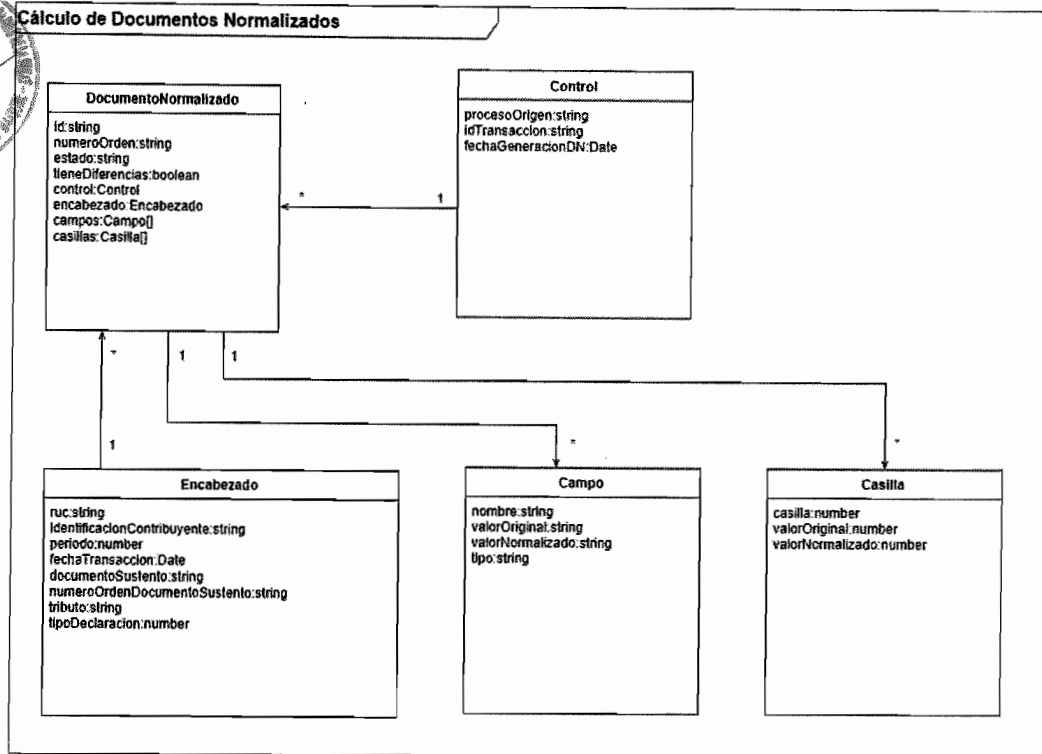 Cálculo de Documentos Normalizados
DocumentoNormalizado
id:string
numeroOrden:string
estado:string
tieneDiferencias:boolean
control:Control
encabezado:Encabezado
campos:Campo[]
casillas:Casilla[]
Control
procesoOrigen:string
idTransaccion:string
fechaGeneracionDN:Date
*
1
*
1
1
1
*
*
Encabezado
ruc:string
identificacionContribuyente:string
periodo:number
fechaTransaccion:Date
documentoSustento:string
numeroOrdenDocumentoSustento:string
tributo:string
tipoDeclaracion:number
Campo
nombre:string
valorOriginal:string
valorNormalizado:string
tipo:string
Casilla
casilla:number
valorOriginal:number
valorNormalizado:number